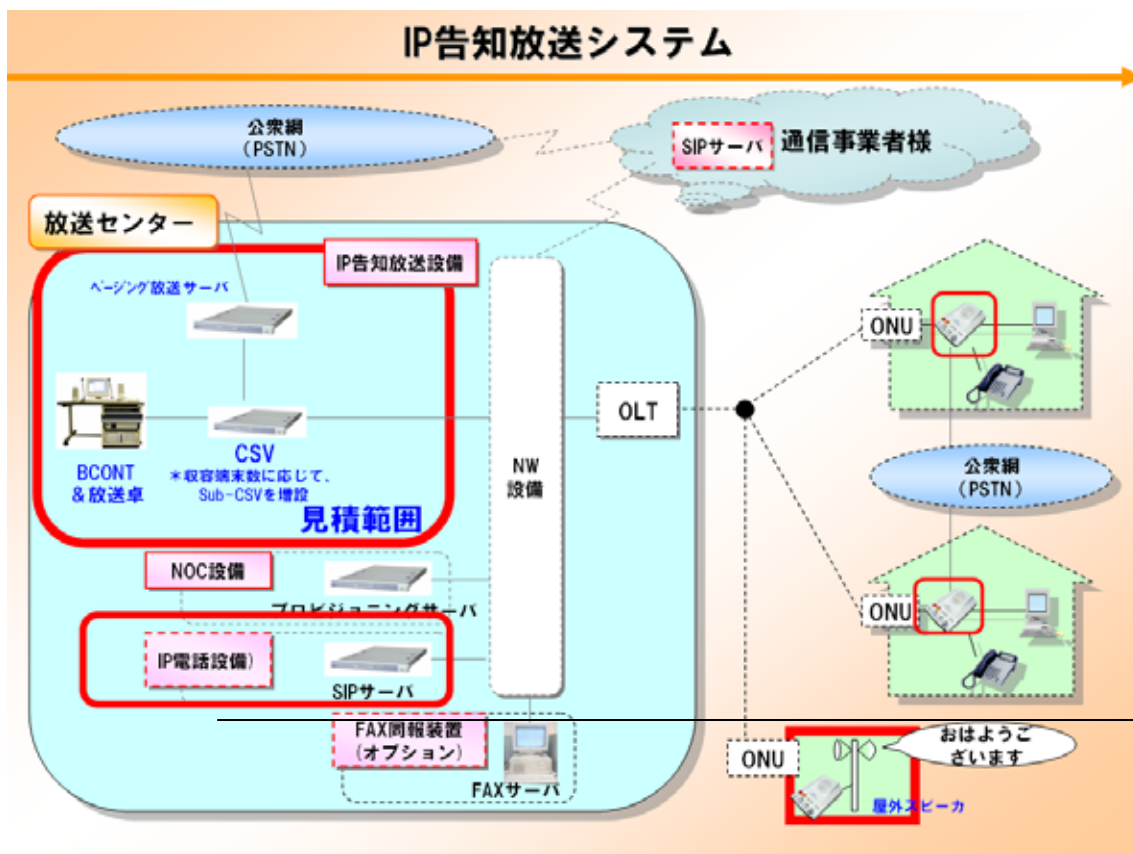 IP告知放送システム
公衆網
（PSTN）
SIPサーバ
通信事業者様
放送センター
IP告知放送設備
ページング放送サーバ
BCONT
＆放送卓
CSV
＊収容端末数に応じて、
Sub-CSVを増設
見積範囲
NW
設備
OLT
ONU
公衆網
（PSTN）
NOC設備
プロビジョニングサーバ
ONU
IP電話設備）
SIPサーバ
FAX同報装置
（オプション）
FAXサーバ
ONU
おはようご
ざいます
屋外スピーカ